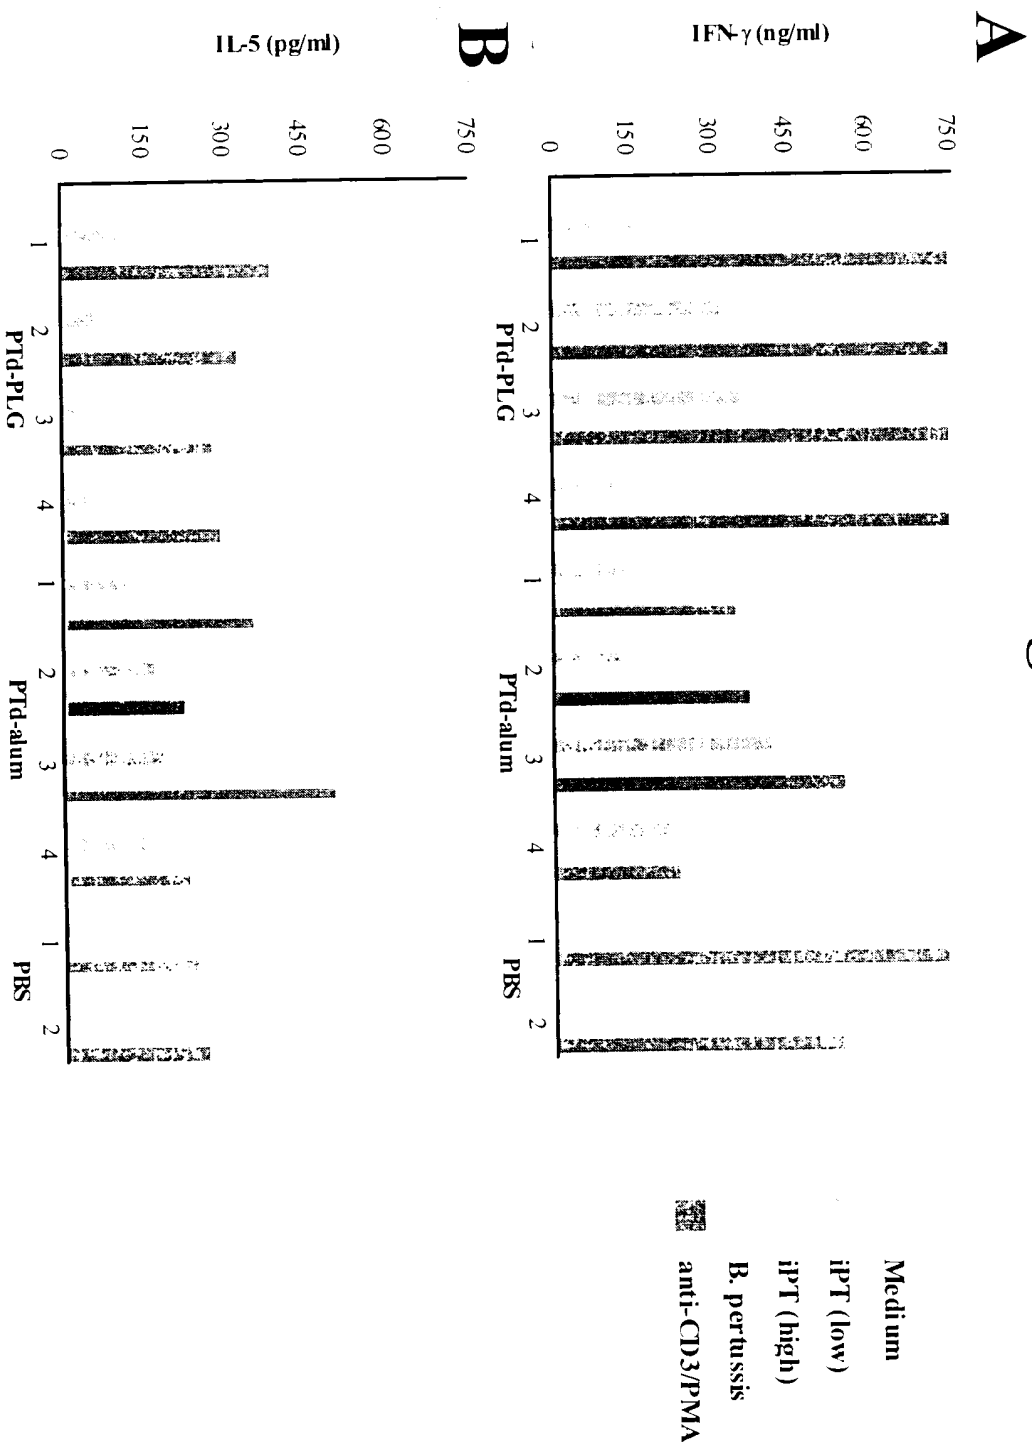 A
IFN-γ (ng/ml)
750
600
450
300
150
0
1 2 3 4 1 2 3 4 1 2
PTd-PLG PTd-alum PBS
B
IL-5 (pg/ml)
750
600
450
300
150
0
1 2 3 4 1 2 3 4 1 2
PTd-PLG PTd-alum PBS
Medium
iPT (low)
iPT (high)
B. pertussis
anti-CD3/PMA